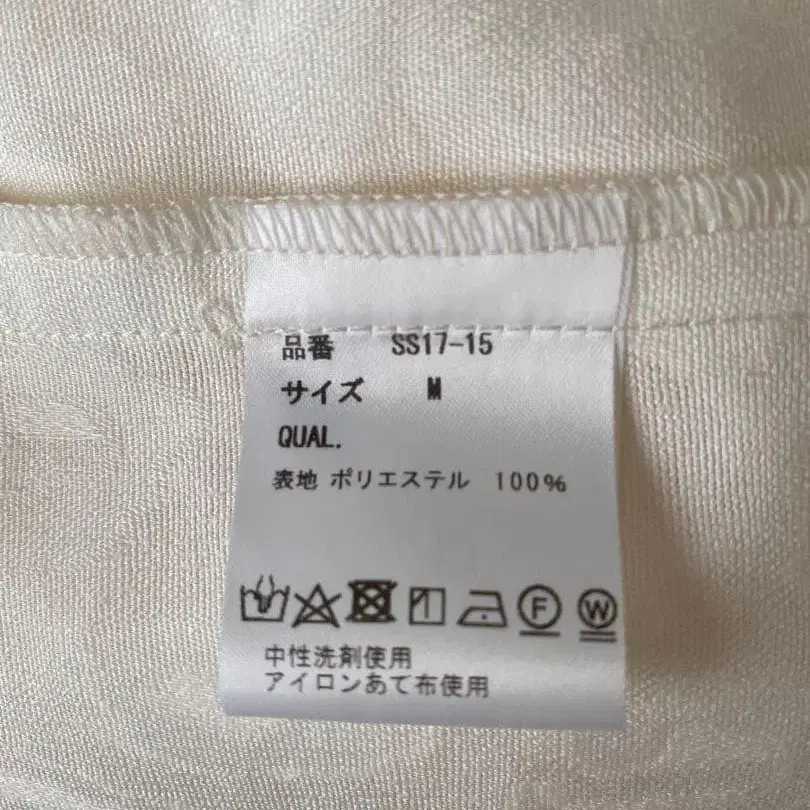 品番 SS17-15
サイズ M
QUAL.
表地 ポリエステル 100%
F W
中性洗剤使用
アイロンあて布使用